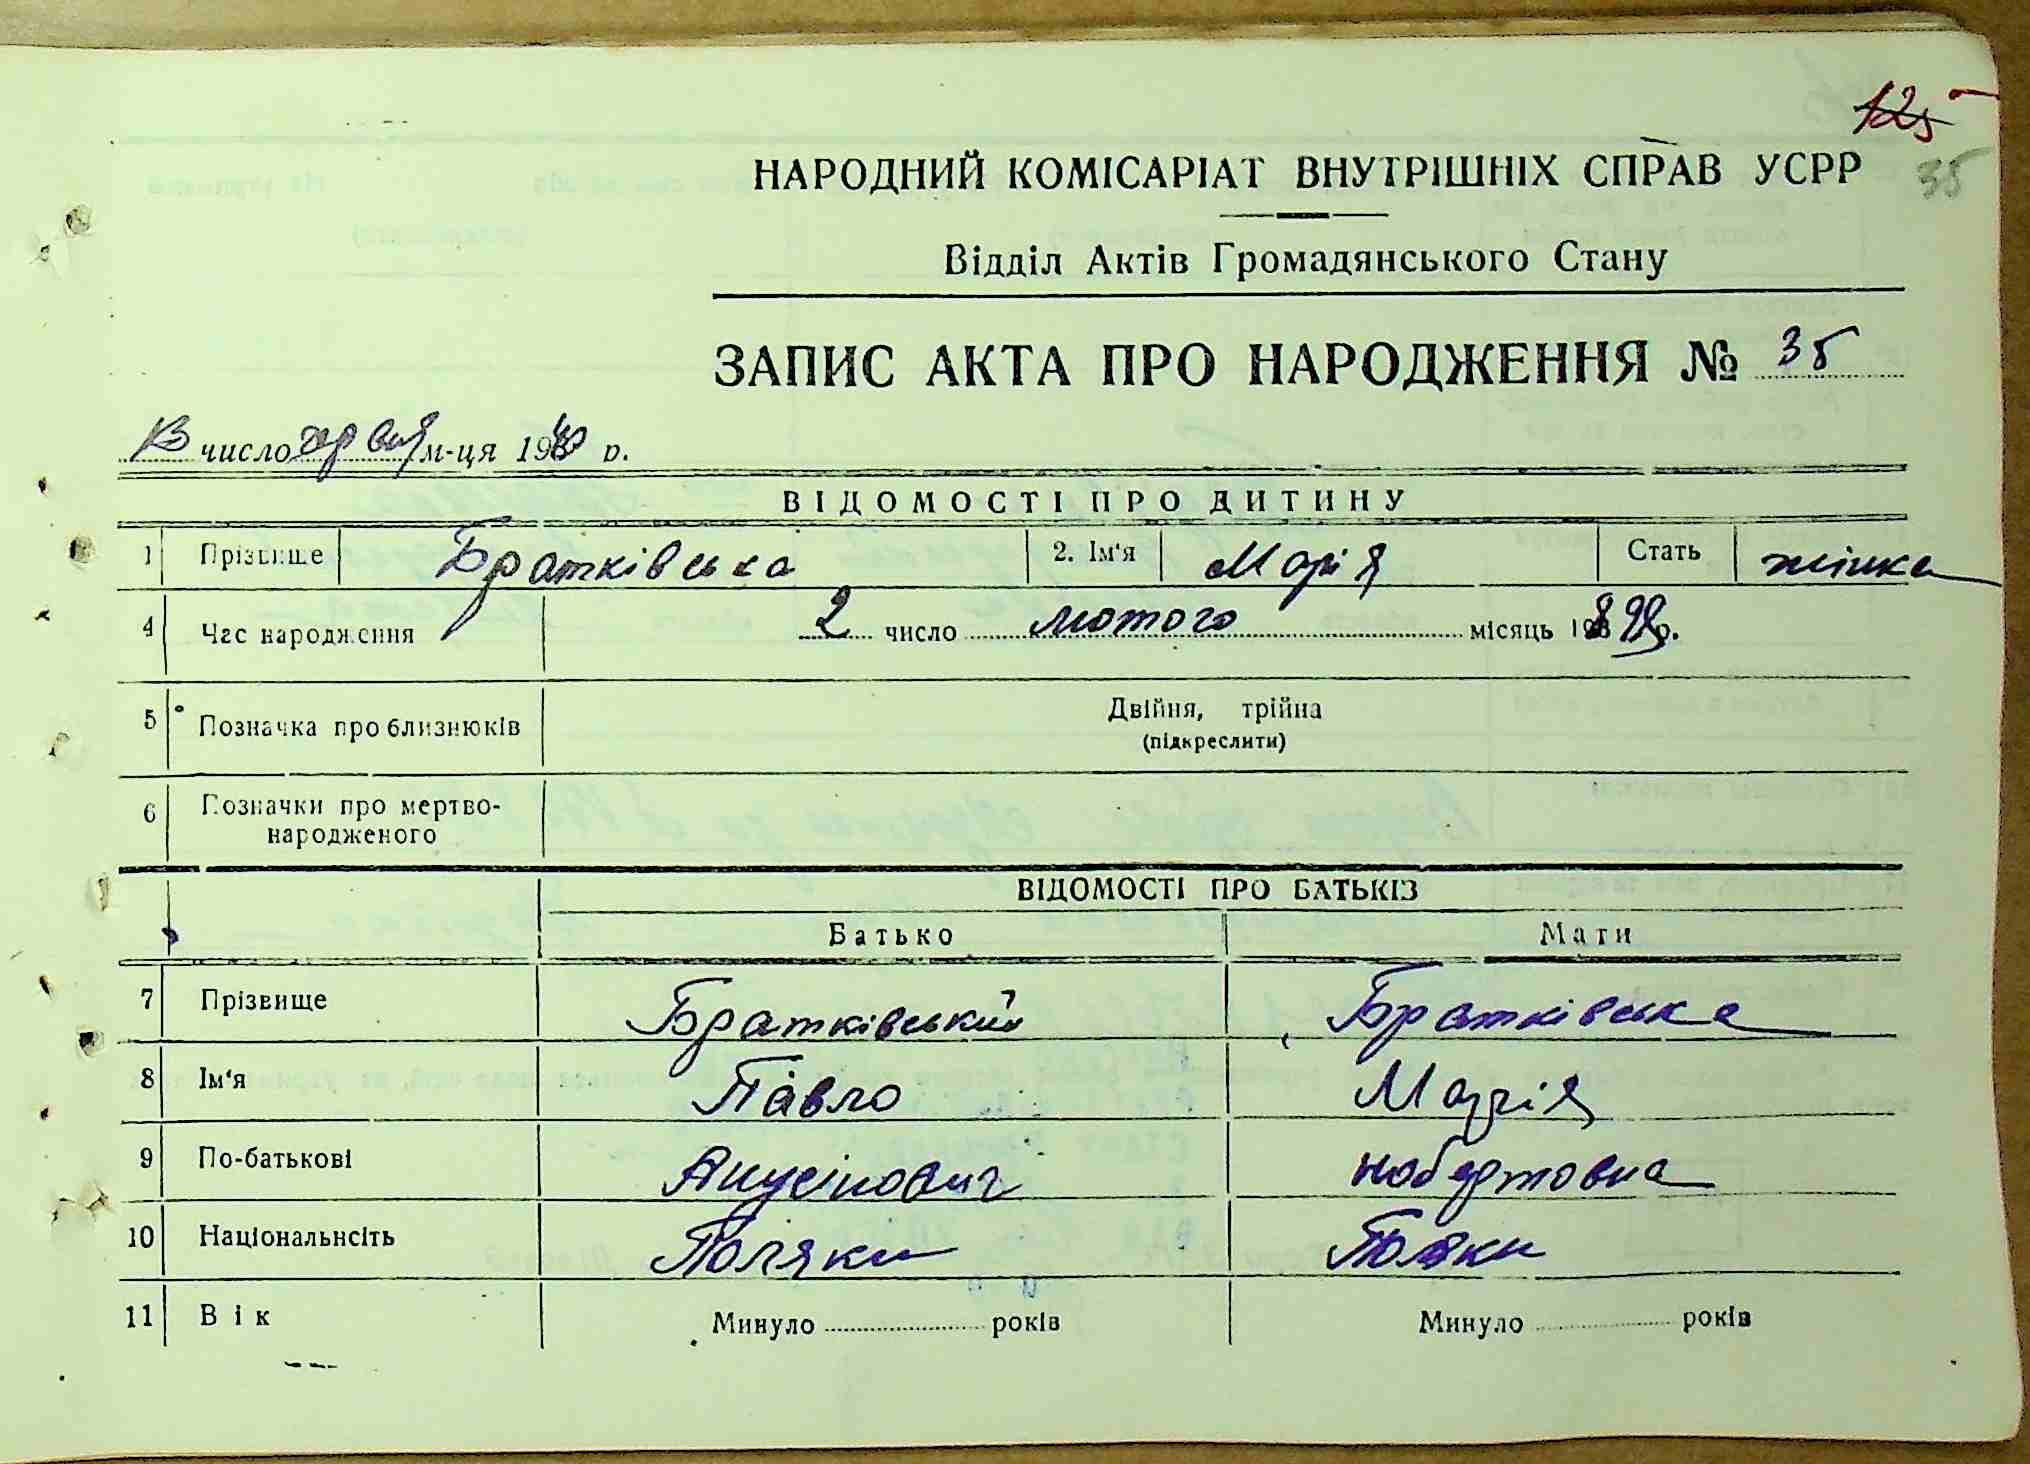 125
35
НАРОДНИЙ КОМІСАРІАТ ВНУТРІШНІХ СПРАВ УСРР
Відділ Актів Громадянського Стану
ЗАПИС АКТА ПРО НАРОДЖЕННЯ № 35
13 число м-ця 1940 р.
ВІДОМОСТІ ПРО ДИТИНУ
1 Прізвище Братківська 2. Ім'я Марія Стать жінка
4 Час народження 2 число лютого місяць 1899 р.
5 Позначка про близнюків Двійня, трійна
(підкреслити)
6 Позначки про мертво-
народженого
ВІДОМОСТІ ПРО БАТЬКІВ
Батько Мати
7 Прізвище Братківський Братківська
8 Ім'я Павло Марія
9 По-батькові Нобертовна
10 Національнсіть Поляки Поляки
11 Вік Минуло років Минуло років